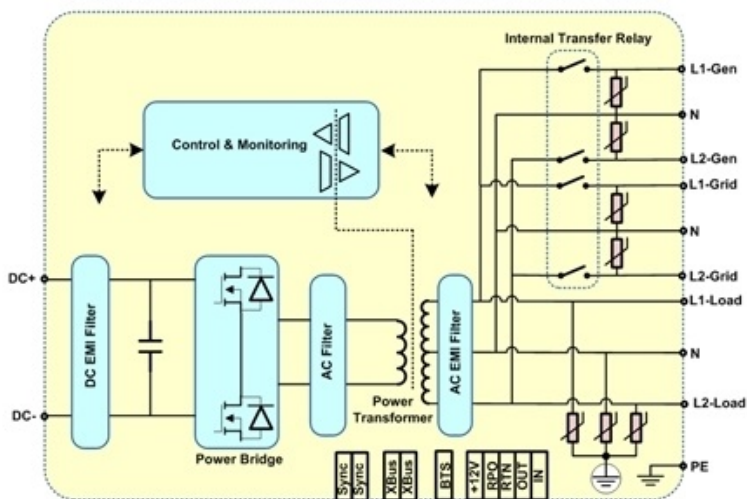 Internal Transfer Relay
L1-Gen
N
L2-Gen
L1-Grid
N
L2-Grid
L1-Load
N
L2-Load
PE
Control & Monitoring
DC+
DC-
DC EMI Filter
Power Bridge
AC Filter
Power
Transformer
AC EMI Filter
Sync
Sync
XBus
XBus
BTS
+12V
RPO
RTN
OUT
IN